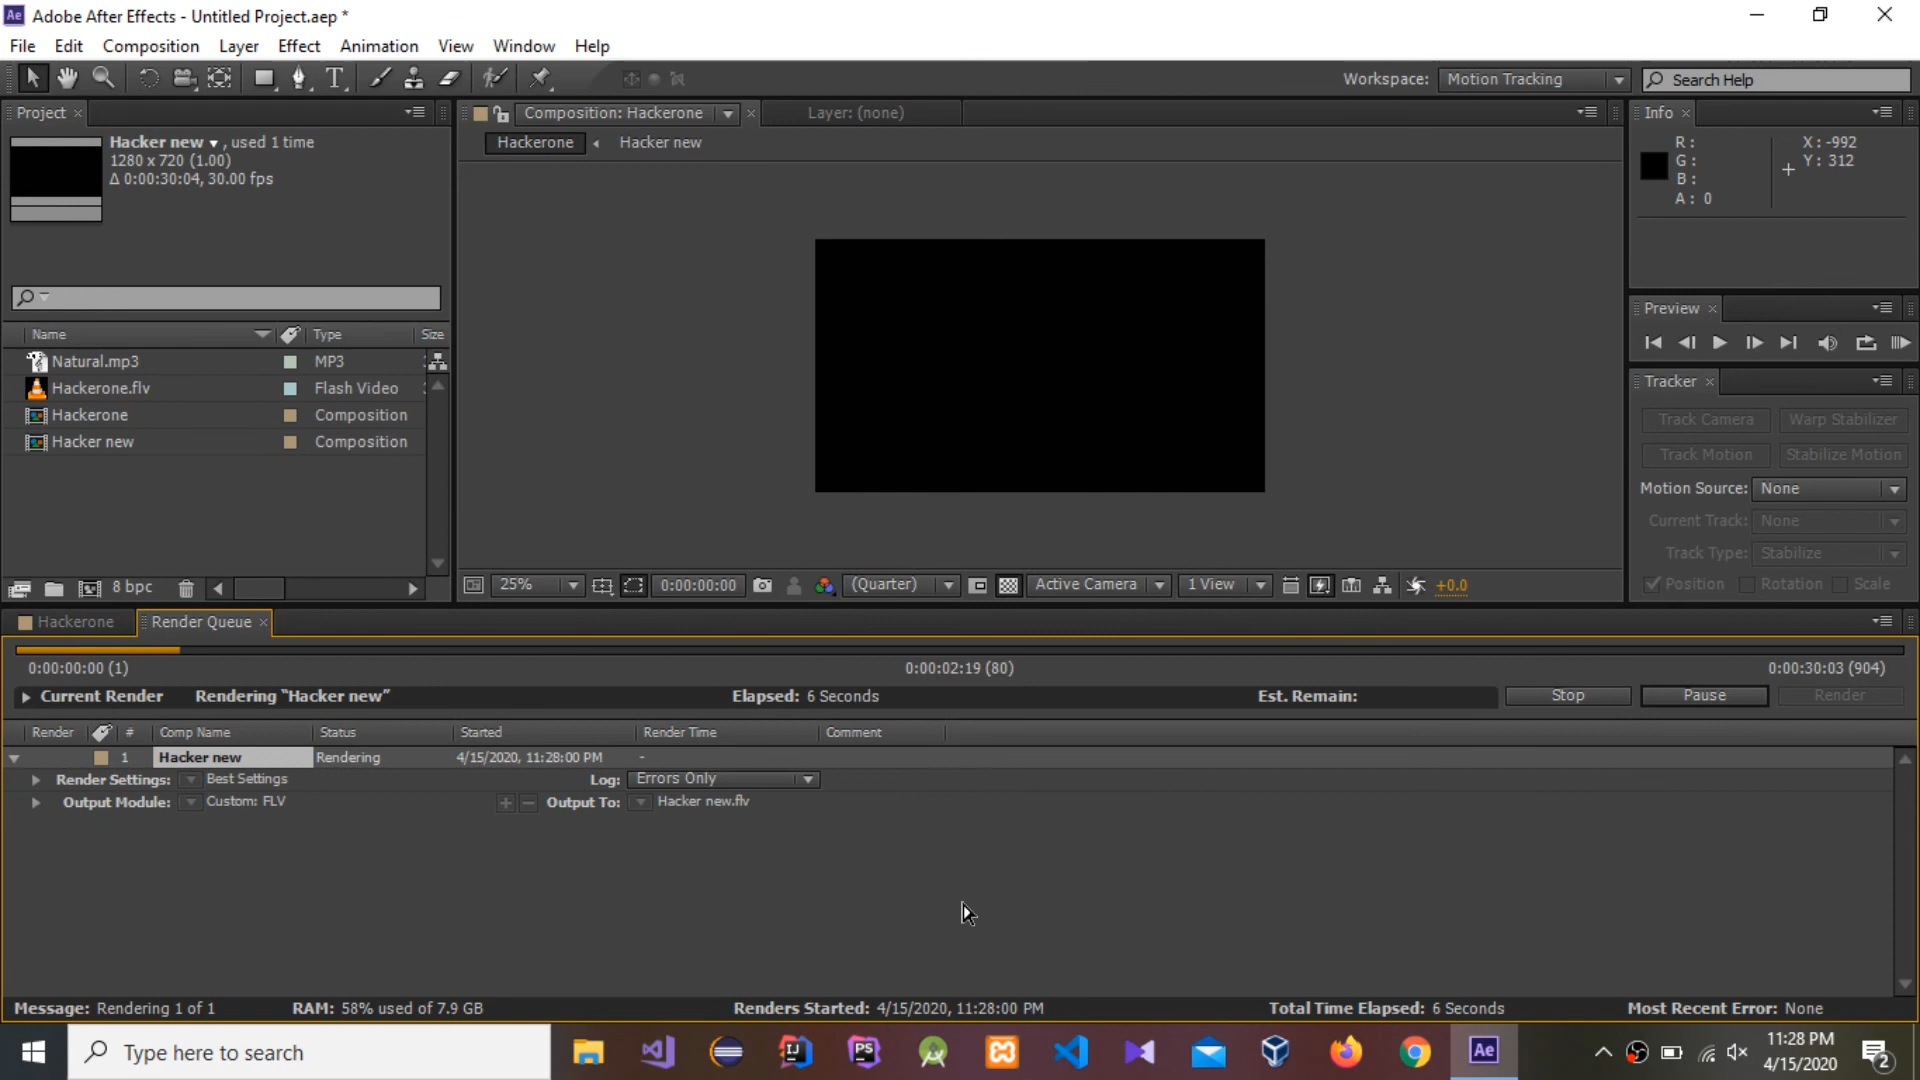 Ae Adobe After Effects - Untitled Project.aep *
File Edit Composition Layer Effect Animation View Window Help
T Workspace: Motion Tracking Search Help
Project × Composition: Hackerone × Layer: (none) Info ×
Hackerone Hacker new
Hacker new , used 1 time
1280 x 720 (1.00)
Δ 0:00:30:04, 30.00 fps
R :
G :
B :
A : 0
X : -992
Y : 312
Preview ×
Name Type Size
Natural.mp3 MP3
Hackerone.flv Flash Video
Hackerone Composition
Hacker new Composition
Tracker ×
Track Camera Warp Stabilizer
Track Motion Stabilize Motion
Motion Source: None
Current Track: None
Track Type: Stabilize
Position Rotation Scale
8 bpc 25% 0:00:00:00 (Quarter) Active Camera 1 View +0.0
Hackerone Render Queue ×
0:00:00:00 (1) 0:00:02:19 (80) 0:00:30:03 (904)
Current Render Rendering “Hacker new” Elapsed: 6 Seconds Est. Remain: Stop Pause Render
Render # Comp Name Status Started Render Time Comment
1 Hacker new Rendering 4/15/2020, 11:28:00 PM -
Render Settings: Best Settings Log: Errors Only
Output Module: Custom: FLV + − Output To: Hacker new.flv
Message: Rendering 1 of 1 RAM: 58% used of 7.9 GB Renders Started: 4/15/2020, 11:28:00 PM Total Time Elapsed: 6 Seconds Most Recent Error: None
Type here to search IJ PS Ae 11:28 PM
4/15/2020 2